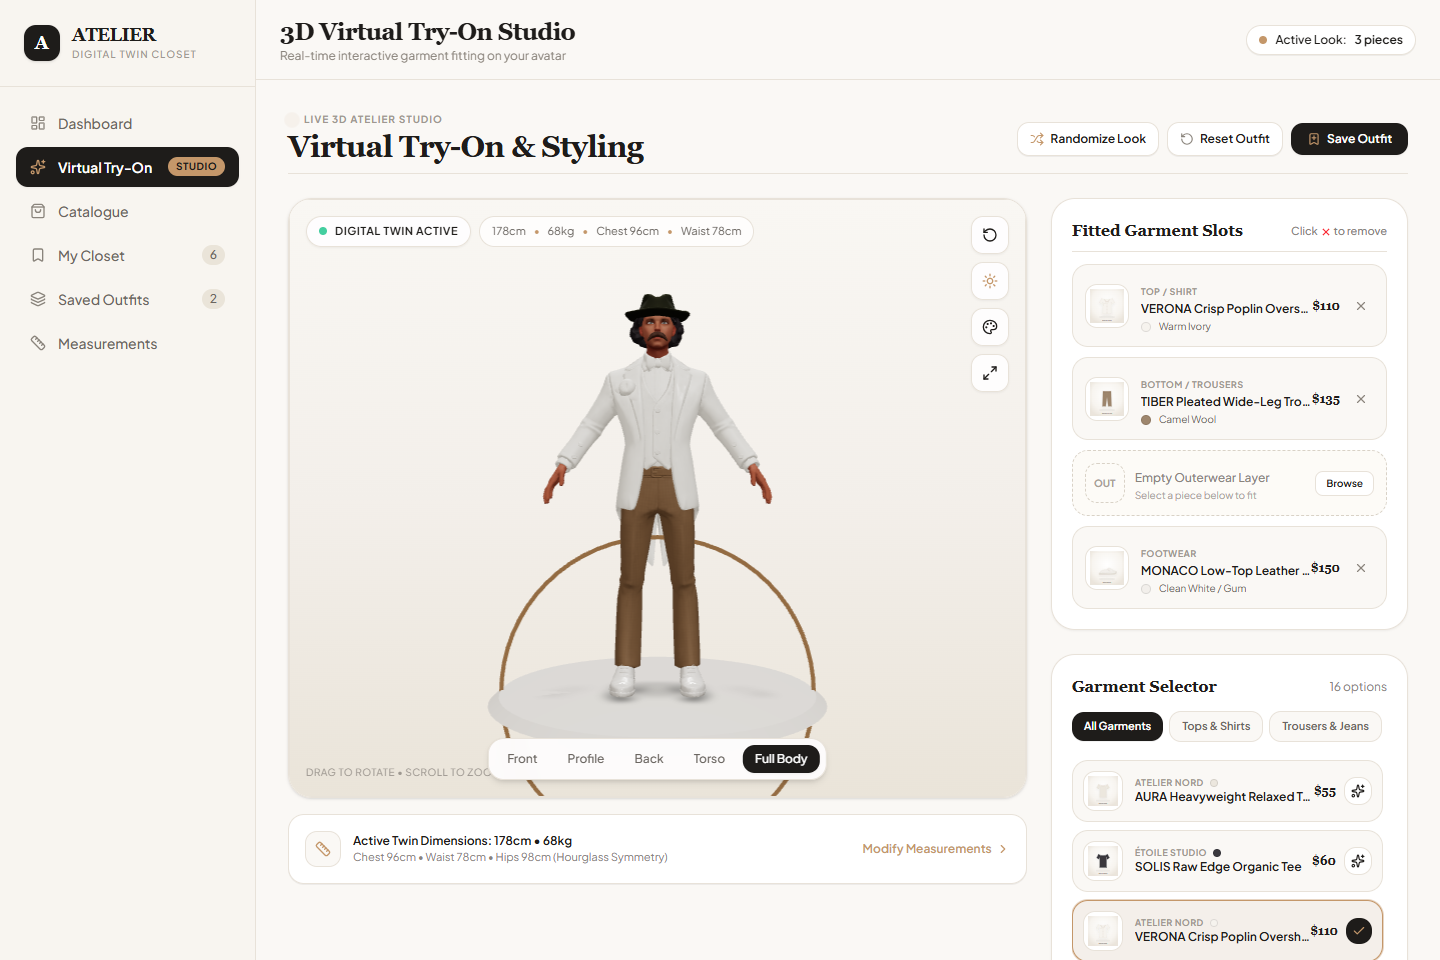 A
ATELIER
DIGITAL TWIN CLOSET
Dashboard
Virtual Try-On STUDIO
Catalogue
My Closet 6
Saved Outfits 2
Measurements
3D Virtual Try-On Studio
Real-time interactive garment fitting on your avatar
Active Look: 3 pieces
LIVE 3D ATELIER STUDIO
Virtual Try-On & Styling
Randomize Look
Reset Outfit
Save Outfit
DIGITAL TWIN ACTIVE
178cm • 68kg • Chest 96cm • Waist 78cm
DRAG TO ROTATE • SCROLL TO ZOO
Front Profile Back Torso Full Body
Active Twin Dimensions: 178cm • 68kg
Chest 96cm • Waist 78cm • Hips 98cm (Hourglass Symmetry)
Modify Measurements
Fitted Garment Slots
Click × to remove
TOP / SHIRT
VERONA Crisp Poplin Overs... $110
Warm Ivory
BOTTOM / TROUSERS
TIBER Pleated Wide-Leg Tro... $135
Camel Wool
OUT
Empty Outerwear Layer
Select a piece below to fit
Browse
FOOTWEAR
MONACO Low-Top Leather ... $150
Clean White / Gum
Garment Selector
16 options
All Garments Tops & Shirts Trousers & Jeans
ATELIER NORD
AURA Heavyweight Relaxed T... $55
ÉTOILE STUDIO
SOLIS Raw Edge Organic Tee $60
ATELIER NORD
VERONA Crisp Poplin Oversh... $110